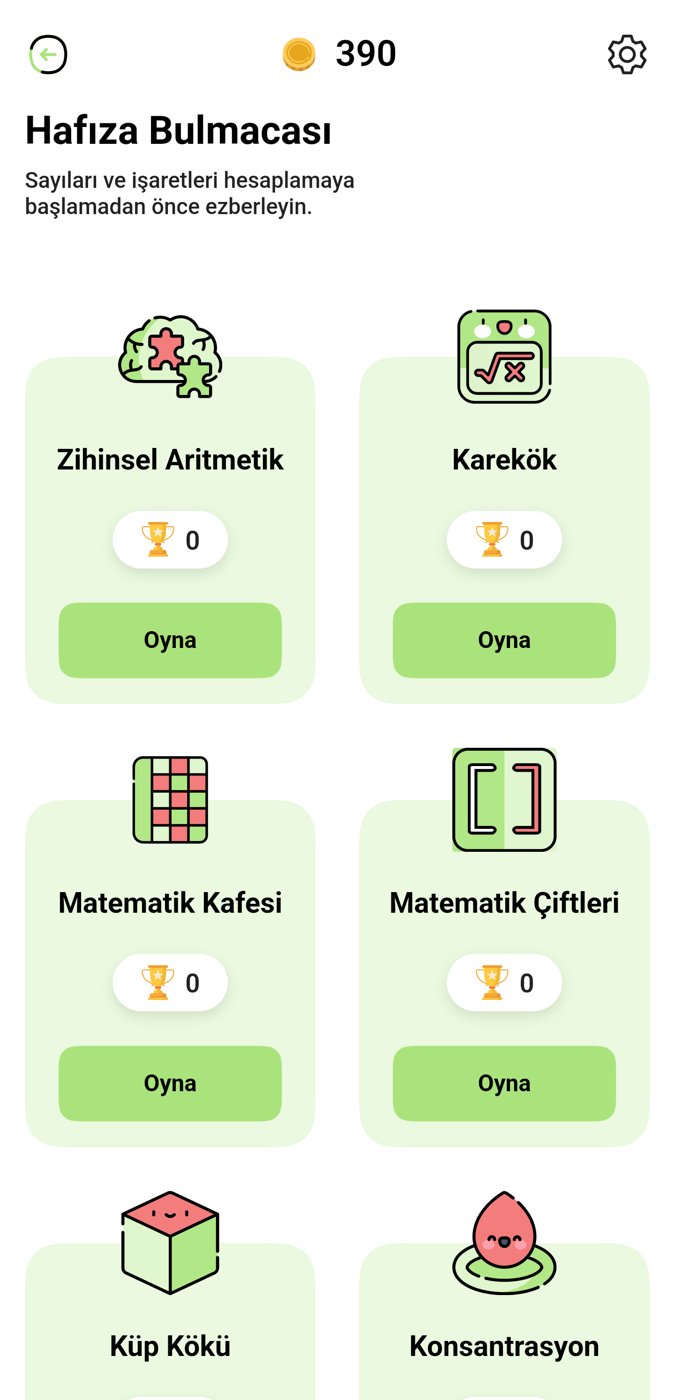 390
Hafıza Bulmacası
Sayıları ve işaretleri hesaplamaya
başlamadan önce ezberleyin.
Zihinsel Aritmetik
0
Oyna
Karekök
0
Oyna
Matematik Kafesi
0
Oyna
Matematik Çiftleri
0
Oyna
Küp Kökü
Konsantrasyon